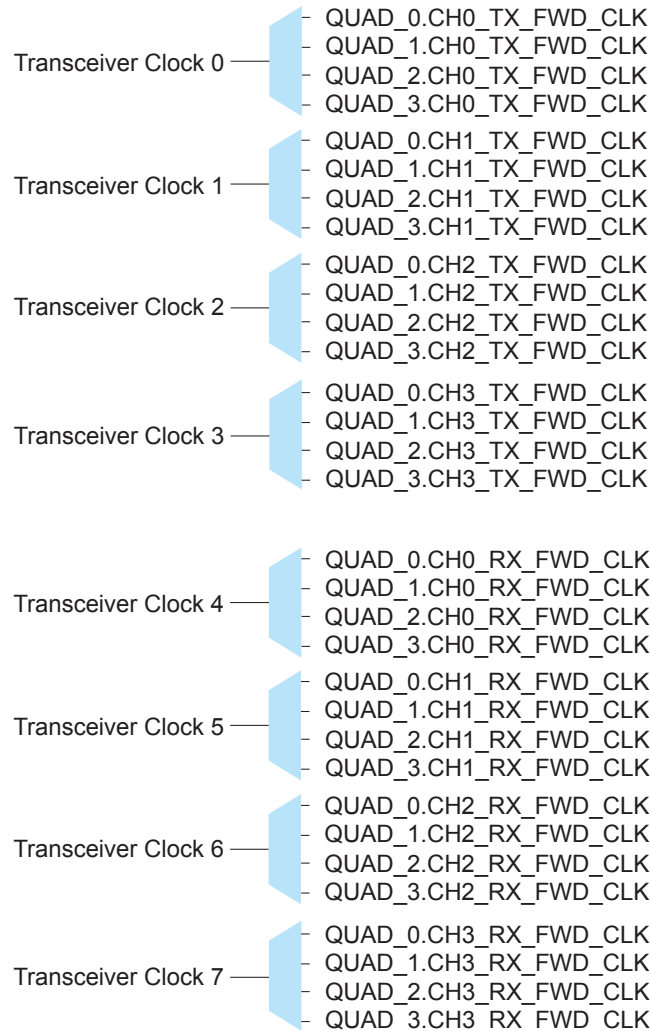 QUAD_0.CH0_TX_FWD_CLK
QUAD_1.CH0_TX_FWD_CLK
Transceiver Clock 0
QUAD_2.CH0_TX_FWD_CLK
QUAD_3.CH0_TX_FWD_CLK
QUAD_0.CH1_TX_FWD_CLK
QUAD_1.CH1_TX_FWD_CLK
Transceiver Clock 1
QUAD_2.CH1_TX_FWD_CLK
QUAD_3.CH1_TX_FWD_CLK
QUAD_0.CH2_TX_FWD_CLK
QUAD_1.CH2_TX_FWD_CLK
Transceiver Clock 2
QUAD_2.CH2_TX_FWD_CLK
QUAD_3.CH2_TX_FWD_CLK
QUAD_0.CH3_TX_FWD_CLK
QUAD_1.CH3_TX_FWD_CLK
Transceiver Clock 3
QUAD_2.CH3_TX_FWD_CLK
QUAD_3.CH3_TX_FWD_CLK
QUAD_0.CH0_RX_FWD_CLK
QUAD_1.CH0_RX_FWD_CLK
Transceiver Clock 4
QUAD_2.CH0_RX_FWD_CLK
QUAD_3.CH0_RX_FWD_CLK
QUAD_0.CH1_RX_FWD_CLK
QUAD_1.CH1_RX_FWD_CLK
Transceiver Clock 5
QUAD_2.CH1_RX_FWD_CLK
QUAD_3.CH1_RX_FWD_CLK
QUAD_0.CH2_RX_FWD_CLK
QUAD_1.CH2_RX_FWD_CLK
Transceiver Clock 6
QUAD_2.CH2_RX_FWD_CLK
QUAD_3.CH2_RX_FWD_CLK
QUAD_0.CH3_RX_FWD_CLK
QUAD_1.CH3_RX_FWD_CLK
Transceiver Clock 7
QUAD_2.CH3_RX_FWD_CLK
QUAD_3.CH3_RX_FWD_CLK